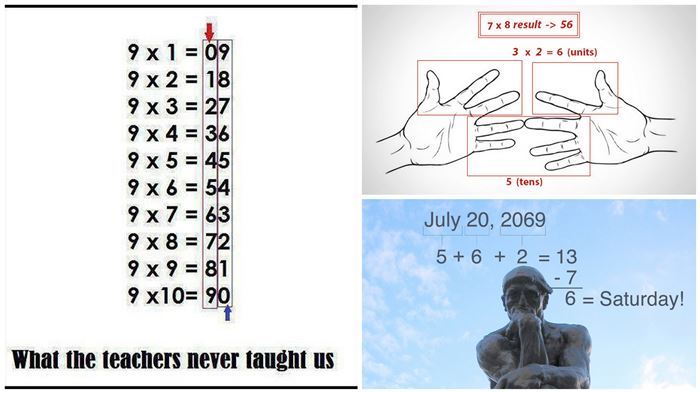 9 x 1 = 09
9 x 2 = 18
9 x 3 = 27
9 x 4 = 36
9 x 5 = 45
9 x 6 = 54
9 x 7 = 63
9 x 8 = 72
9 x 9 = 81
9 x10= 90
What the teachers never taught us
7 x 8 result -> 56
3 x 2 = 6 (units)
5 (tens)
July 20, 2069
5 + 6 + 2 = 13
- 7
6 = Saturday!